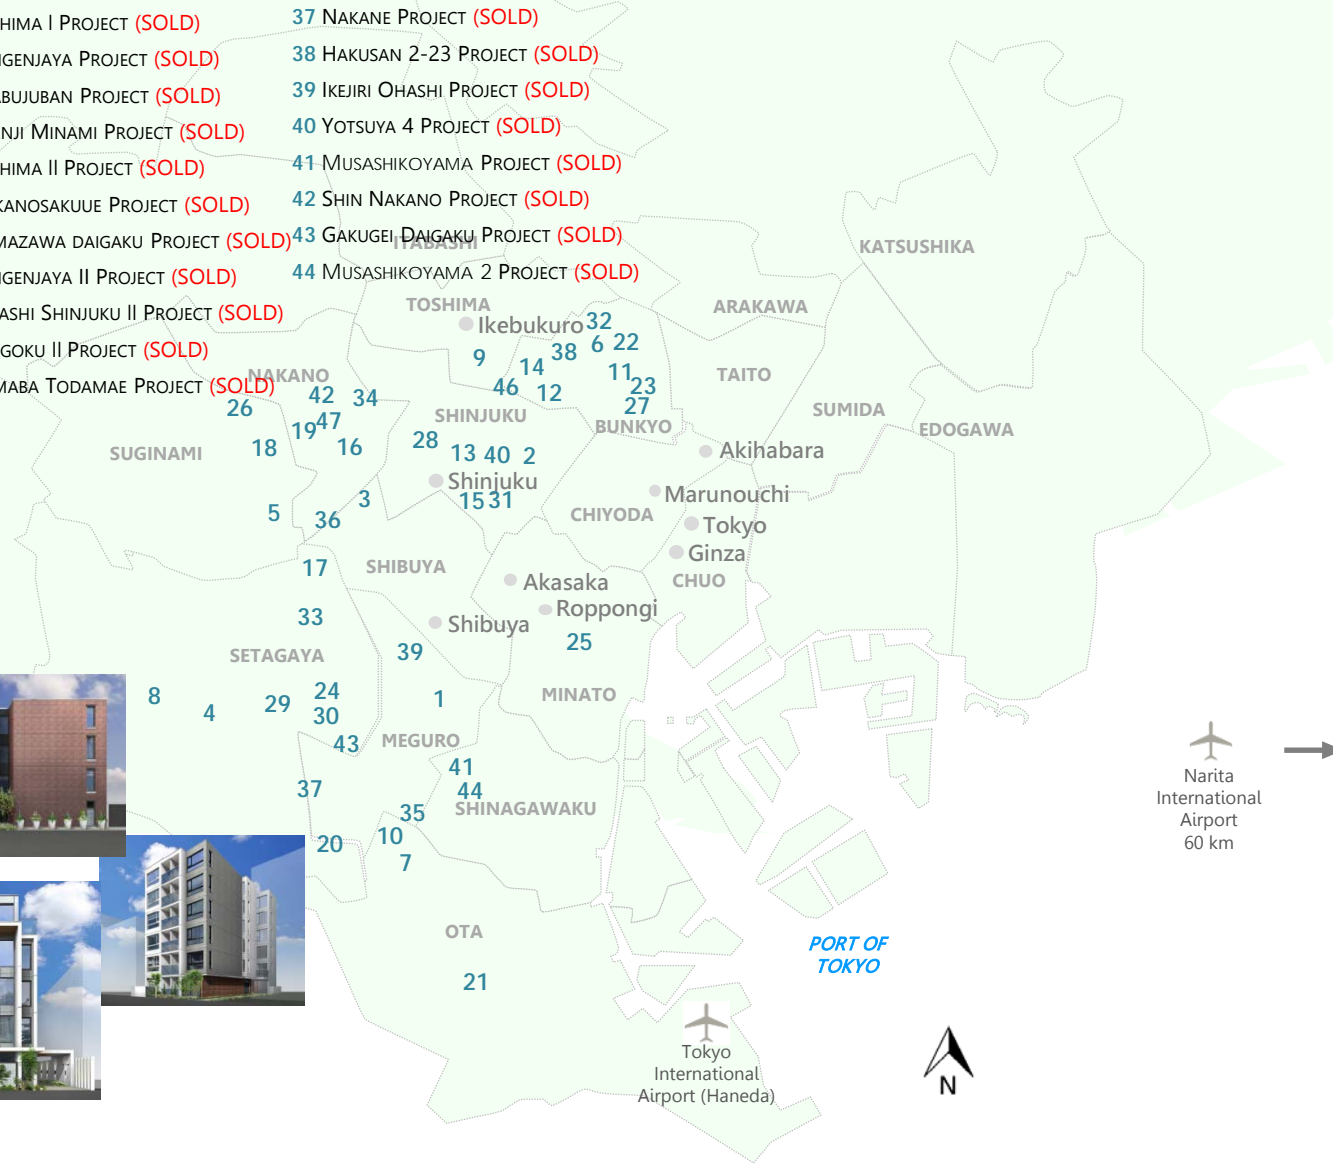 HIMA I PROJECT (SOLD)
GENJAYA PROJECT (SOLD)
ABUJUBAN PROJECT (SOLD)
NJI MINAMI PROJECT (SOLD)
HIMA II PROJECT (SOLD)
KANOSAKUUE PROJECT (SOLD)
MAZAWA DAIGAKU PROJECT (SOLD)
GENJAYA II PROJECT (SOLD)
ASHI SHINJUKU II PROJECT (SOLD)
GOKU II PROJECT (SOLD)
MABA TODAMAE PROJECT (SOLD)
37 NAKANE PROJECT (SOLD)
38 HAKUSAN 2-23 PROJECT (SOLD)
39 IKEJIRI OHASHI PROJECT (SOLD)
40 YOTSUYA 4 PROJECT (SOLD)
41 MUSASHIKOYAMA PROJECT (SOLD)
42 SHIN NAKANO PROJECT (SOLD)
43 GAKUGEI DAIGAKU PROJECT (SOLD)
44 MUSASHIKOYAMA 2 PROJECT (SOLD)
ITABASHI
KATSUSHIKA
TOSHIMA
ARAKAWA
Ikebukuro
32
6
22
38
9
14
11
TAITO
NAKANO
46
12
23
42
34
27
26
SHINJUKU
SUMIDA
47
19
BUNKYO
EDOGAWA
28
18
16
SUGINAMI
13
40
2
Akihabara
Shinjuku
Marunouchi
3
15
31
5
36
CHIYODA
Tokyo
Ginza
17
SHIBUYA
Akasaka
CHUO
Roppongi
33
Shibuya
25
39
SETAGAYA
8
24
1
MINATO
29
4
30
43
MEGURO
41
Narita
International
Airport
60 km
37
44
SHINAGAWAKU
35
10
20
7
OTA
PORT OF
TOKYO
21
Tokyo
International
Airport (Haneda)
N